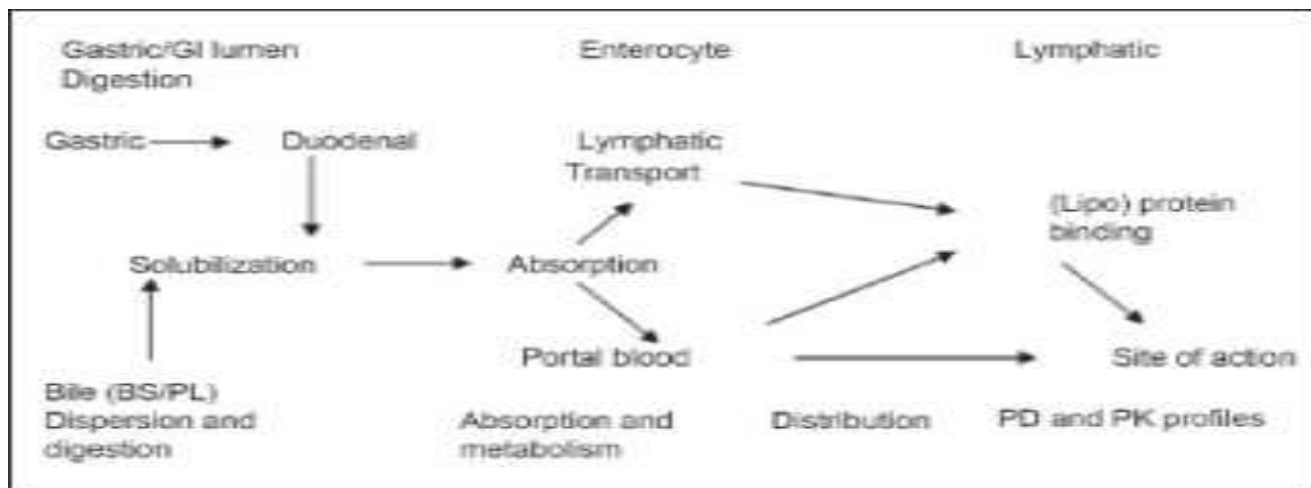 Gastric/GI lumen
Digestion
Enterocyte
Lymphatic
Gastric
Duodenal
Lymphatic
Transport
(Lipo) protein
binding
Solubilization
Absorption
Portal blood
Site of action
Bile (BS/PL)
Dispersion and
digestion
Absorption and
metabolism
Distribution
PD and PK profiles